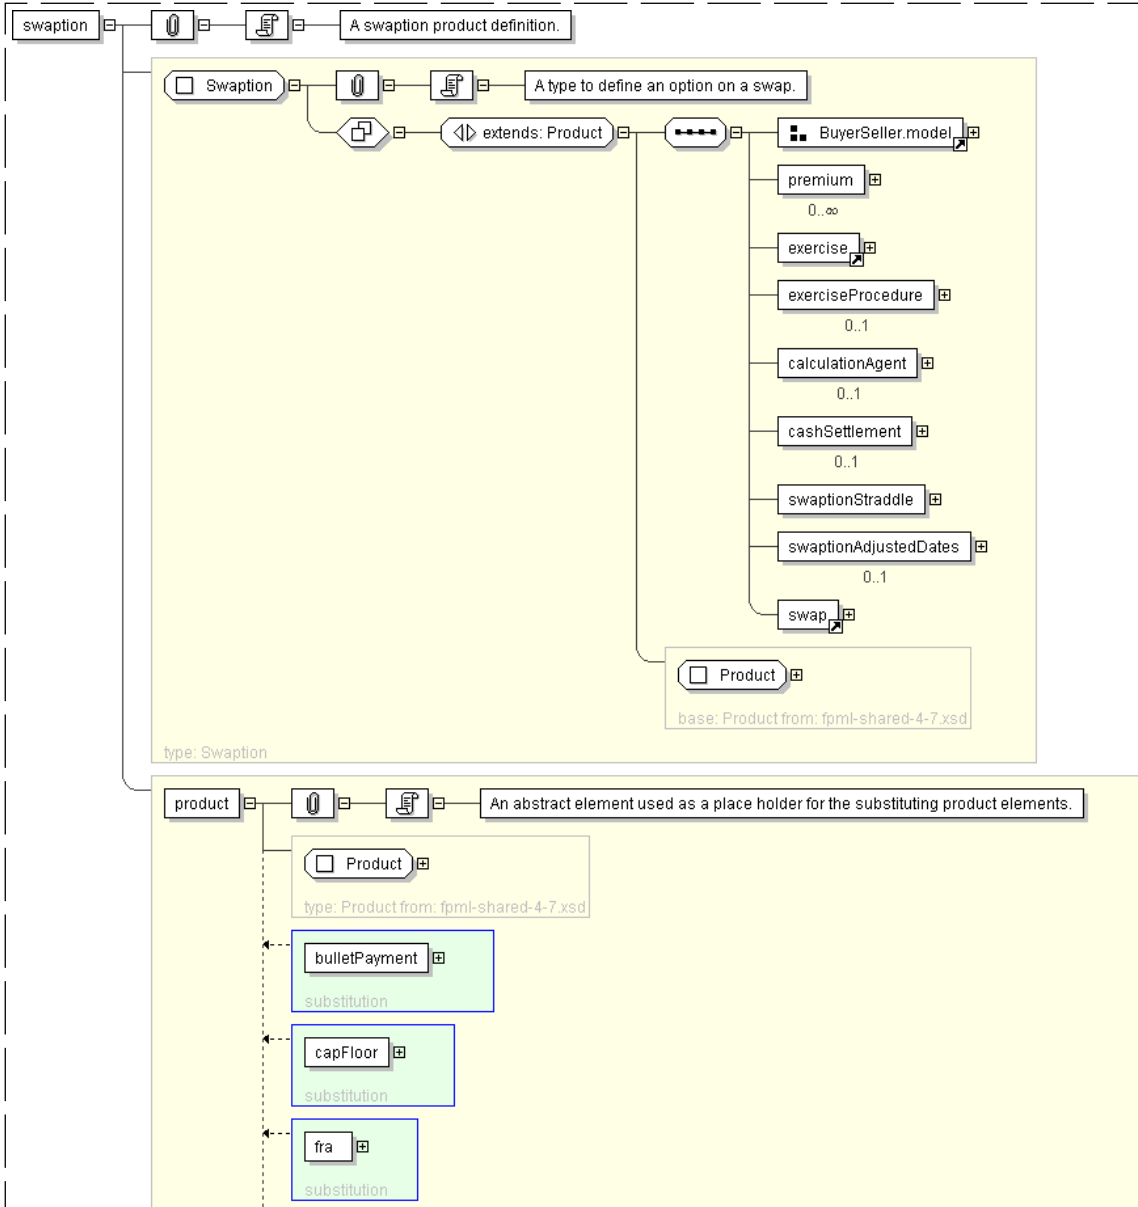 swaption
A swaption product definition.
Swaption
A type to define an option on a swap.
extends: Product
BuyerSeller.model
premium
0..∞
exercise
exerciseProcedure
0..1
calculationAgent
0..1
cashSettlement
0..1
swaptionStraddle
swaptionAdjustedDates
0..1
swap
Product
base: Product from: fpml-shared-4-7.xsd
type: Swaption
product
An abstract element used as a place holder for the substituting product elements.
Product
type: Product from: fpml-shared-4-7.xsd
bulletPayment
substitution
capFloor
substitution
fra
substitution